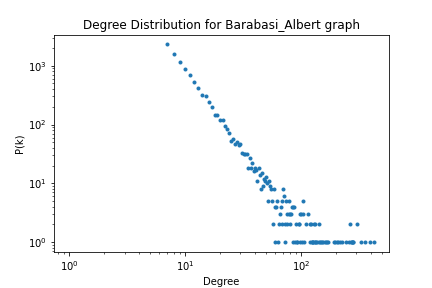 Degree Distribution for Barabasi_Albert graph
P(k)
10³
10²
10¹
10⁰
10⁰ 10¹ 10²
Degree